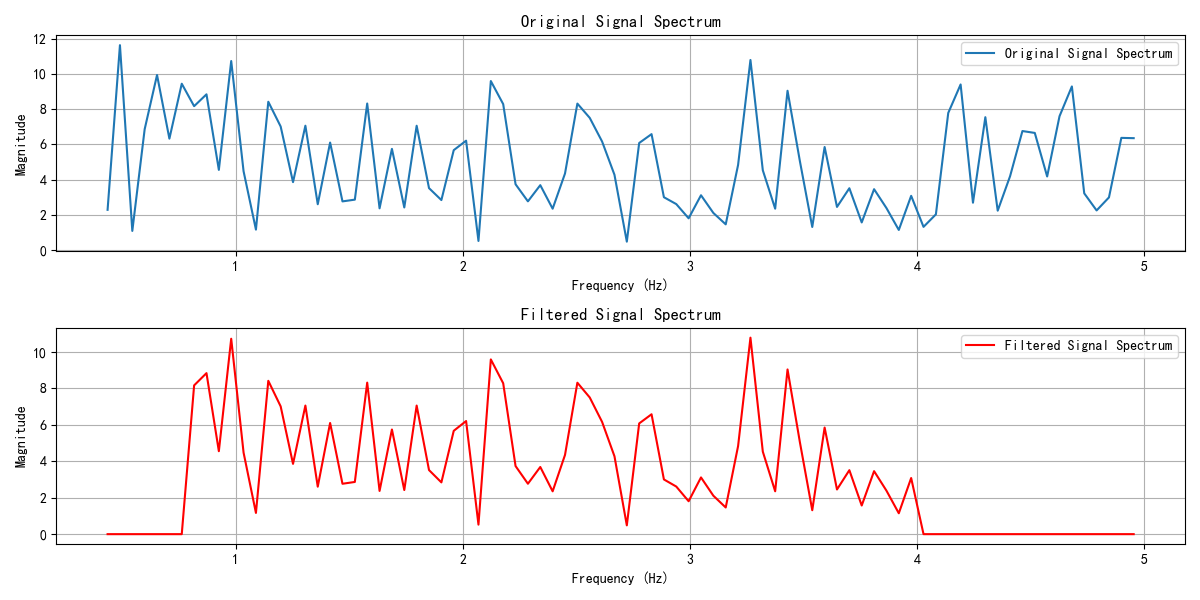 Original Signal Spectrum
12
10
8
6
4
2
0
Magnitude
Original Signal Spectrum
1
2
3
4
5
Frequency (Hz)
Filtered Signal Spectrum
10
8
6
4
2
0
Magnitude
Filtered Signal Spectrum
1
2
3
4
5
Frequency (Hz)